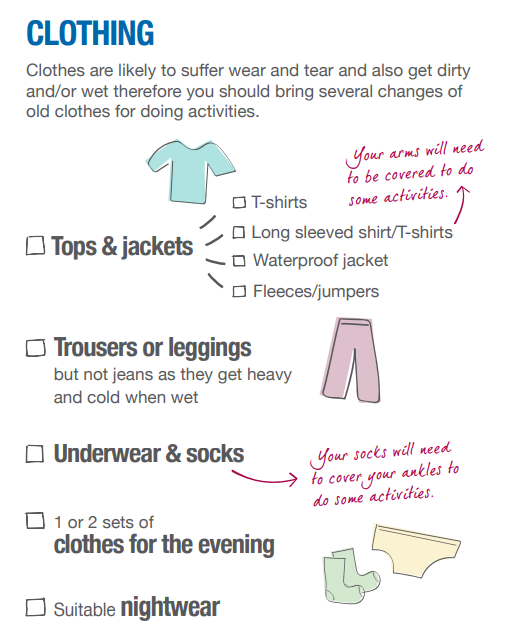 CLOTHING
Clothes are likely to suffer wear and tear and also get dirty
and/or wet therefore you should bring several changes of
old clothes for doing activities.
Your arms will need
to be covered to do
some activities.
Tops & jackets
T-shirts
Long sleeved shirt/T-shirts
Waterproof jacket
Fleeces/jumpers
Trousers or leggings
but not jeans as they get heavy
and cold when wet
Underwear & socks
Your socks will need
to cover your ankles to
do some activities.
1 or 2 sets of
clothes for the evening
Suitable nightwear